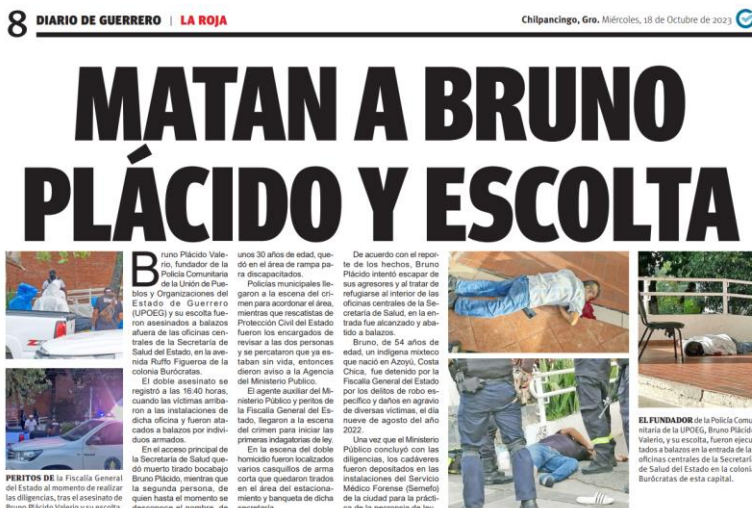 8 DIARIO DE GUERRERO | LA ROJA
Chilpancingo, Gro. Miércoles, 18 de Octubre de 2023
MATAN A BRUNO
PLÁCIDO Y ESCOLTA
Bruno Plácido Vale-
rio, fundador de la
Policía Comunitaria
de la Unión de Pue-
blos y Organizaciones del
Estado de Guerrero
(UPOEG) y su escolta fue-
ron asesinados a balazos
afuera de las oficinas cen-
trales de la Secretaría de
Salud del Estado, en la ave-
nida Ruffo Figueroa de la
colonia Burócratas.
El doble asesinato se
registró a las 16:40 horas,
cuando las víctimas arriba-
ron a las instalaciones de
dicha oficina y fueron ata-
cados a balazos por indivi-
duos armados.
En el acceso principal de
la Secretaría de Salud que-
dó muerto tirado bocabajo
Bruno Plácido, mientras que
la segunda persona, de
quien hasta el momento se
desconoce el nombre, de
unos 30 años de edad, que-
dó en el área de rampa pa-
ra discapacitados.
Policías municipales lle-
garon a la escena del cri-
men para acordonar el área,
mientras que rescatistas de
Protección Civil del Estado
fueron los encargados de
revisar a las dos personas
y se percataron que ya es-
taban sin vida, entonces
dieron aviso a la Agencia
del Ministerio Publico.
El agente auxiliar del Mi-
nisterio Público y peritos de
la Fiscalía General del Es-
tado, llegaron a la escena
del crimen para iniciar las
primeras indagatorias de ley.
En la escena del doble
homicidio fueron localizados
varios casquillos de arma
corta que quedaron tirados
en el área del estaciona-
miento y banqueta de dicha
secretaría.
De acuerdo con el repor-
te de los hechos, Bruno
Plácido intentó escapar de
sus agresores y al tratar de
refugiarse al interior de las
oficinas centrales de la Se-
cretaría de Salud, en la en-
trada fue alcanzado y aba-
tido a balazos.
Bruno, de 54 años de
edad, un indígena mixteco
que nació en Azoyú, Costa
Chica, fue detenido por la
Fiscalía General del Estado
por los delitos de robo es-
pecífico y daños en agravio
de diversas víctimas, el día
nueve de agosto del año
2022.
Una vez que el Ministerio
Público concluyó con las
diligencias, los cadáveres
fueron depositados en las
instalaciones del Servicio
Médico Forense (Semefo)
de la ciudad para la prácti-
ca de la necropsia de ley.
PERITOS DE la Fiscalía General
del Estado al momento de realizar
las diligencias, tras el asesinato de
Bruno Plácido Valerio y su escolta.
EL FUNDADOR de la Policía Comu
nitaria de la UPOEG, Bruno Plácido
Valerio, y su escolta, fueron ejecu
tados a balazos en la entrada de las
oficinas centrales de la Secretarí
de Salud del Estado en la colonia
Burócratas de esta capital.